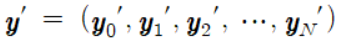 y′ = (y₀′, y₁′, y₂′, ⋯, y_N′)